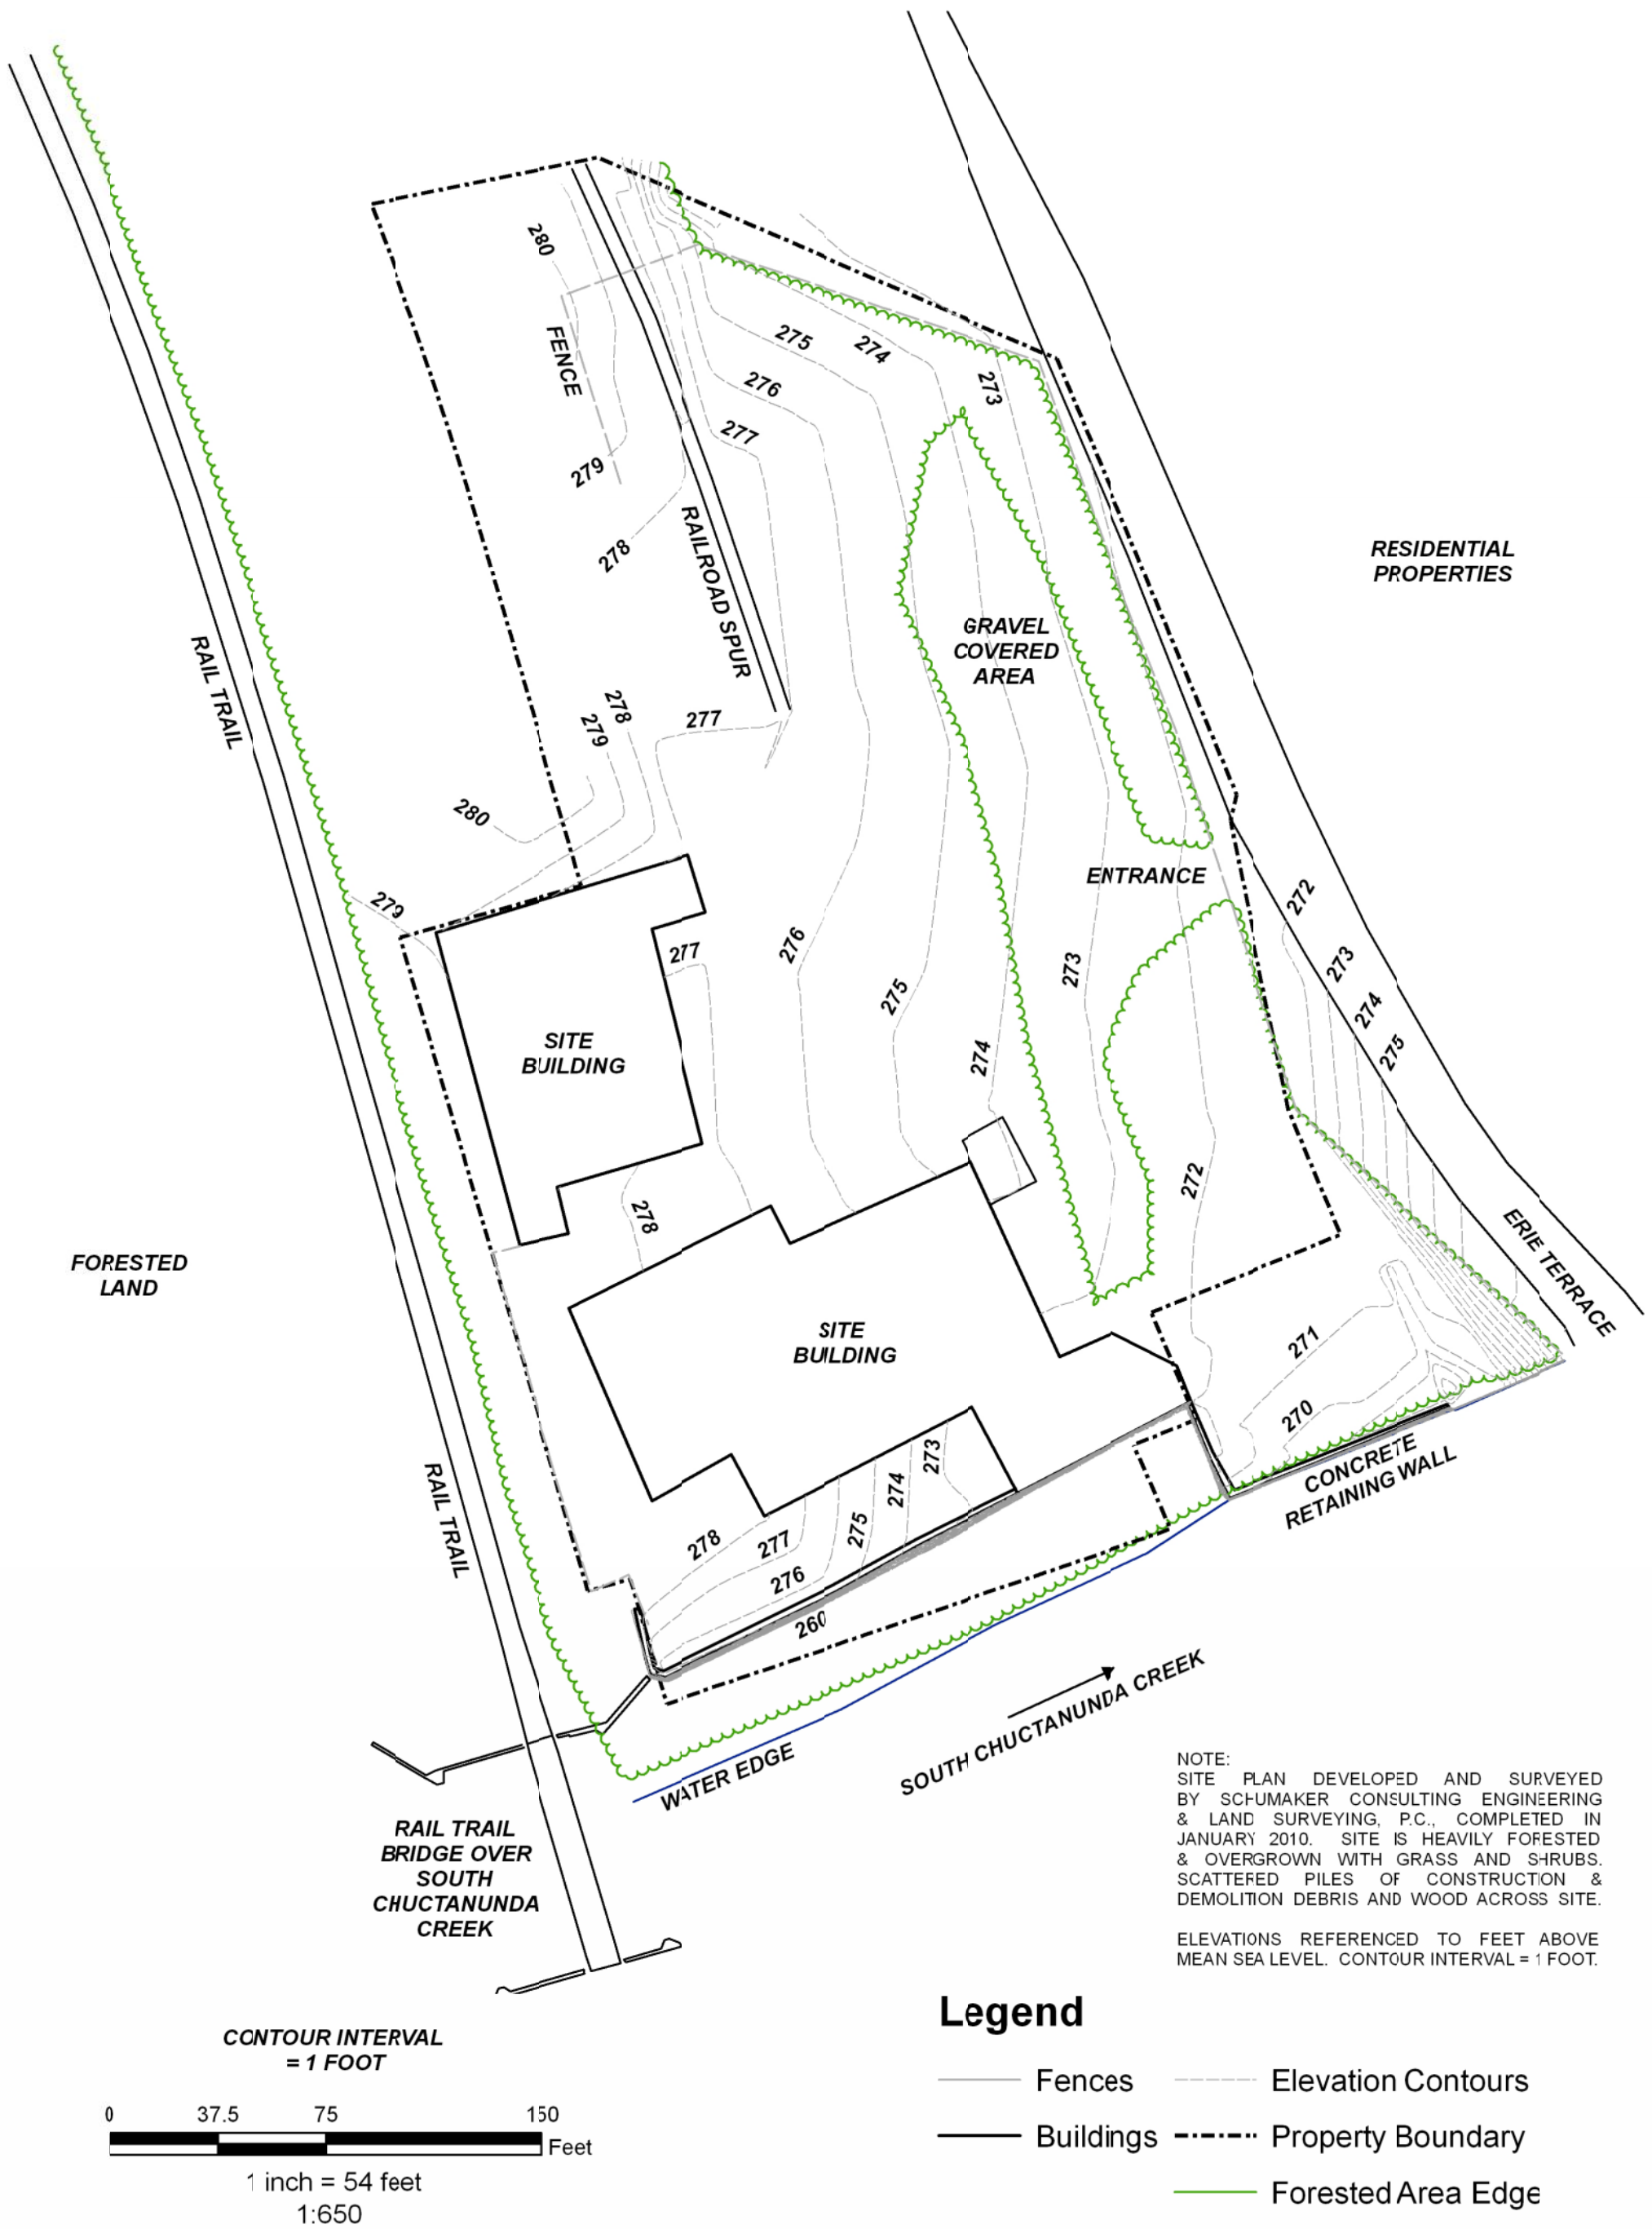 280
FENCE
275
274
276
273
277
279
RAILROAD SPUR
278
RESIDENTIAL
PROPERTIES
GRAVEL
COVERED
AREA
RAIL TRAIL
278
279
277
280
ENTRANCE
279
272
277
276
273
273
274
275
275
SITE
BUILDING
274
272
278
FORESTED
LAND
ERIE TERRACE
SITE
BUILDING
271
270
273
274
CONCRETE
RETAINING WALL
RAIL TRAIL
275
278
277
276
260
SOUTH CHUCTANUNDA CREEK
WATER EDGE
NOTE:
SITE PLAN DEVELOPED AND SURVEYED
BY SCHUMAKER CONSULTING ENGINEERING
& LAND SURVEYING, P.C., COMPLETED IN
JANUARY 2010. SITE IS HEAVILY FORESTED
& OVERGROWN WITH GRASS AND SHRUBS.
SCATTERED PILES OF CONSTRUCTION &
DEMOLITION DEBRIS AND WOOD ACROSS SITE.
ELEVATIONS REFERENCED TO FEET ABOVE
MEAN SEA LEVEL. CONTOUR INTERVAL = 1 FOOT.
RAIL TRAIL
BRIDGE OVER
SOUTH
CHUCTANUNDA
CREEK
Legend
Fences
Elevation Contours
Buildings
Property Boundary
Forested Area Edge
CONTOUR INTERVAL
= 1 FOOT
0 37.5 75 150
Feet
1 inch = 54 feet
1:650